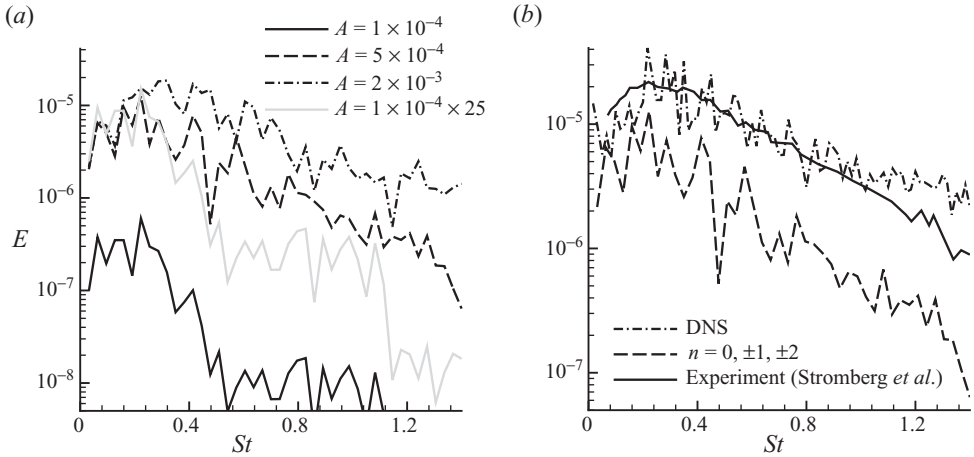 (a)
A = 1 × 10⁻⁴
A = 5 × 10⁻⁴
A = 2 × 10⁻³
A = 1 × 10⁻⁴ × 25
10⁻⁵
10⁻⁶
E
10⁻⁷
10⁻⁸
0 0.4 0.8 1.2
St
(b)
10⁻⁵
10⁻⁶
10⁻⁷
DNS
n = 0, ±1, ±2
Experiment (Stromberg et al.)
0 0.4 0.8 1.2
St